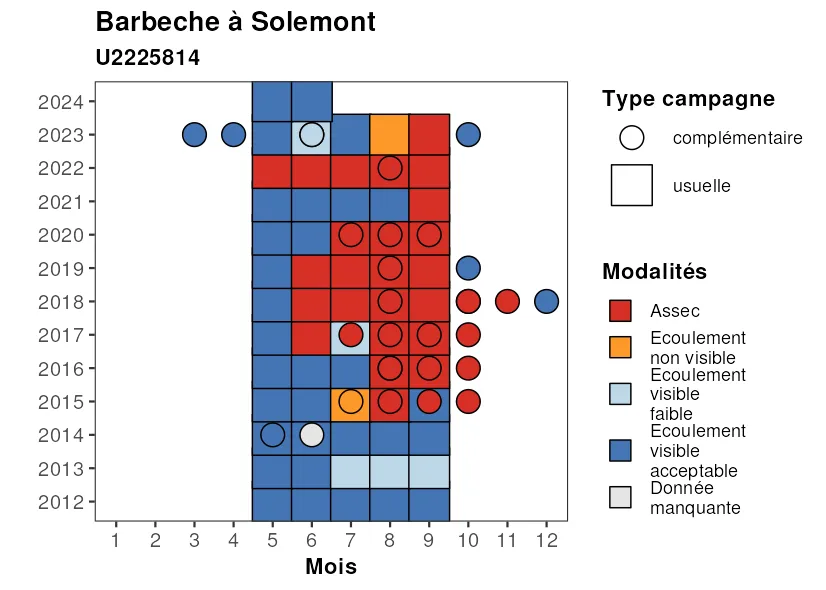 Barbeche à Solemont
U2225814
2024
2023
2022
2021
2020
2019
2018
2017
2016
2015
2014
2013
2012
1 2 3 4 5 6 7 8 9 10 11 12
Mois
Type campagne
complémentaire
usuelle
Modalités
Assec
Ecoulement
non visible
Ecoulement
visible
faible
Ecoulement
visible
acceptable
Donnée
manquante